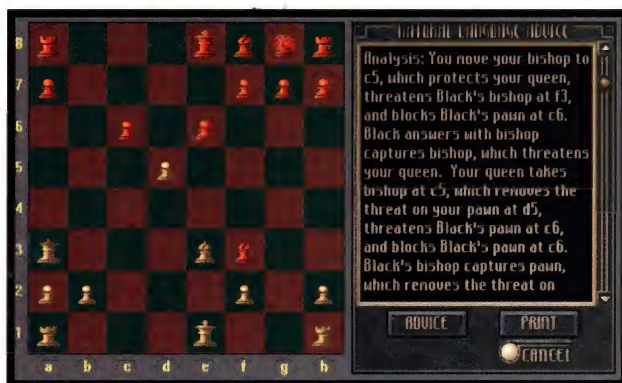 NATURAL LANGUAGE ADVICE
Analysis: You move your bishop to
c5, which protects your queen,
threatens Black's bishop at f3,
and blocks Black's pawn at c6.
Black answers with bishop
captures bishop, which threatens
your queen. Your queen takes
bishop at c5, which removes the
threat on your pawn at d5,
threatens Black's pawn at c6,
and blocks Black's pawn at c6.
Black's bishop captures pawn,
which removes the threat on
ADVICE PRINT
CANCEL
8
7
6
5
4
3
2
1
a b c d e f g h